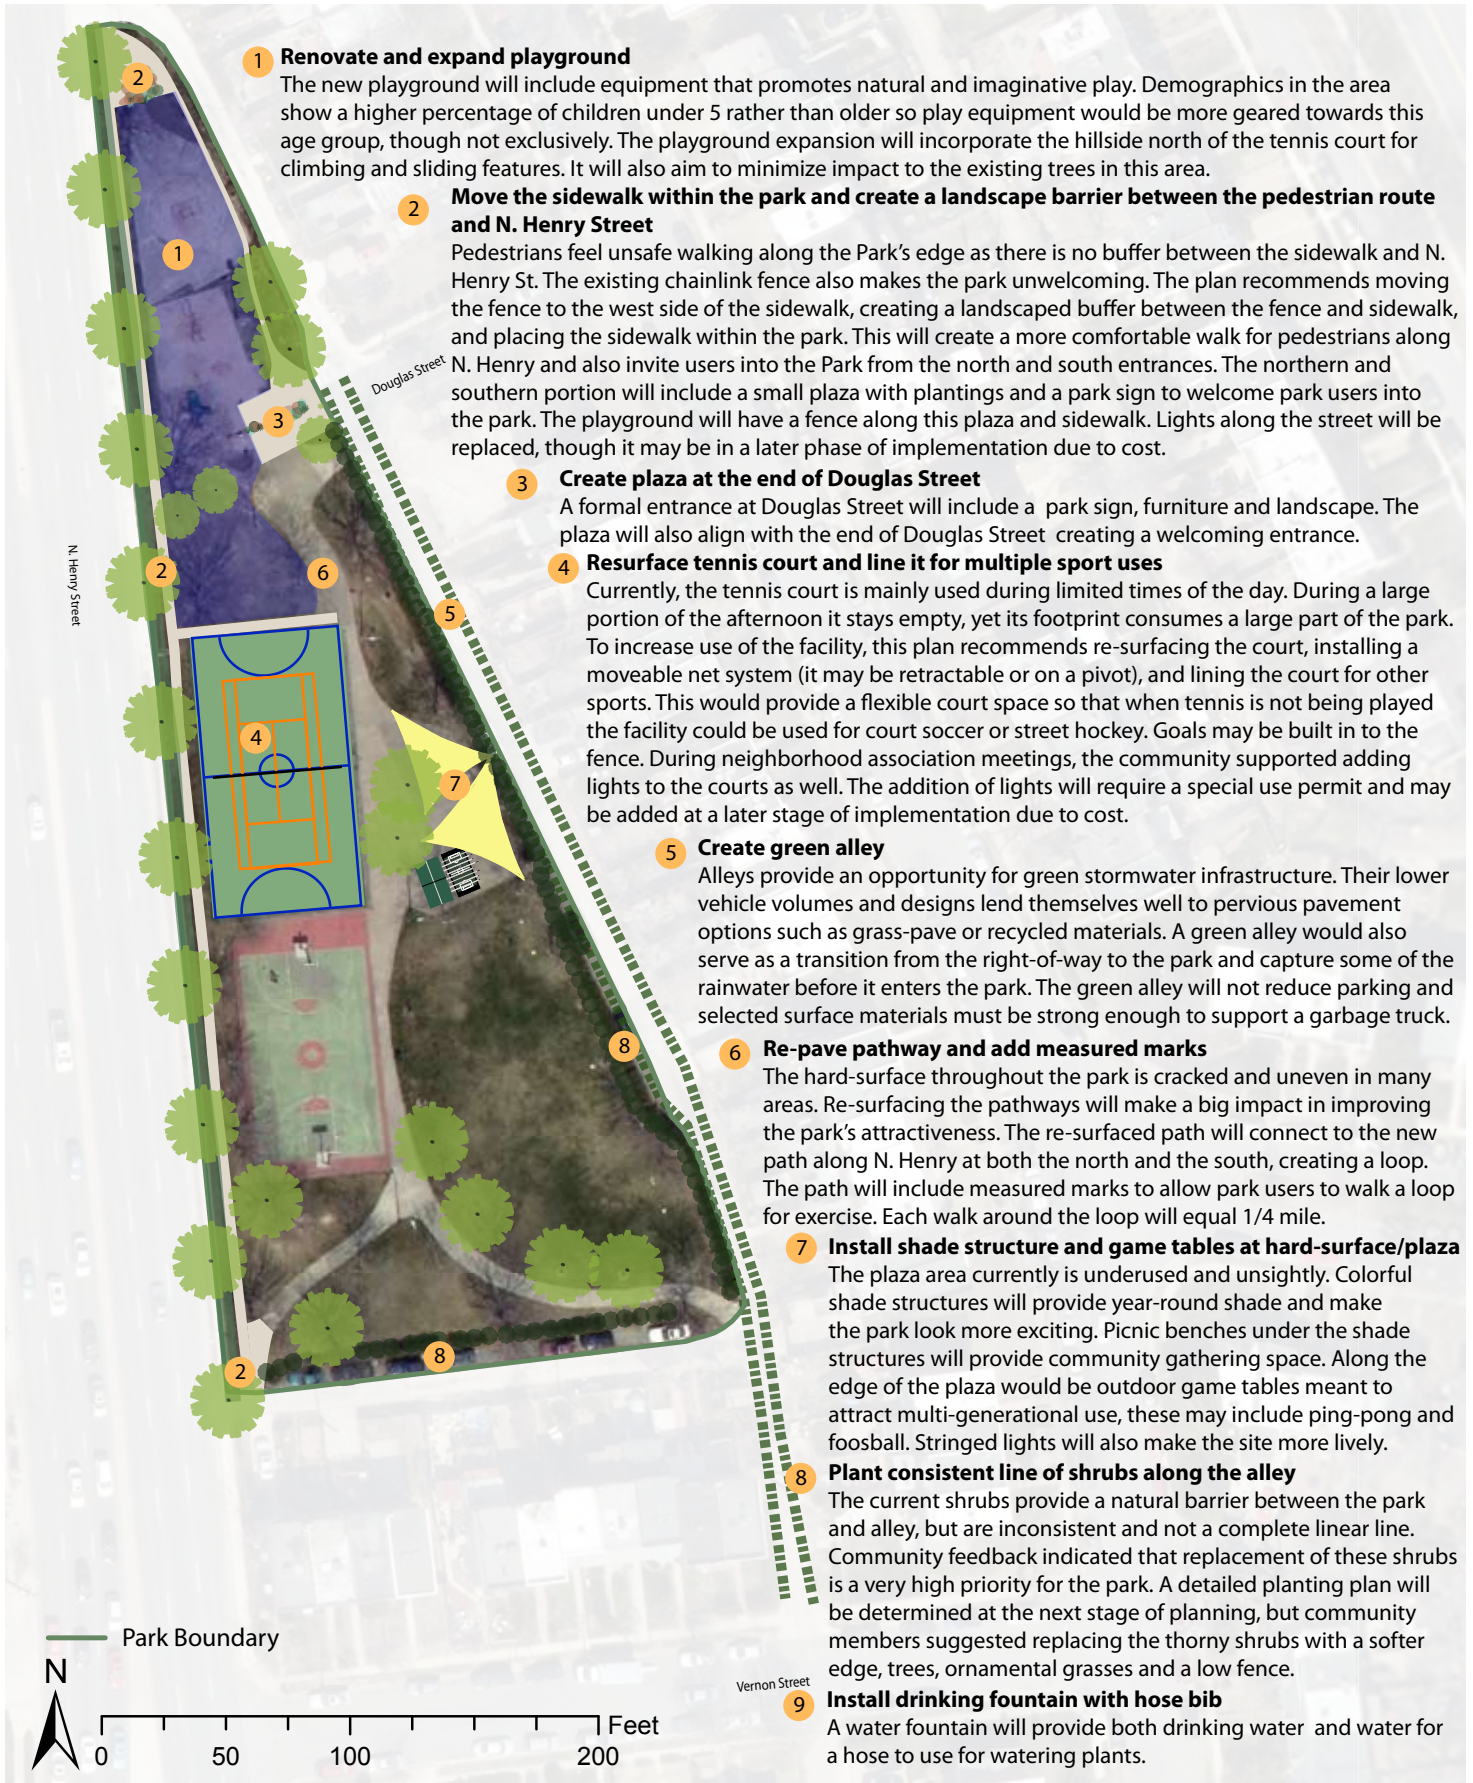 1 Renovate and expand playground
The new playground will include equipment that promotes natural and imaginative play. Demographics in the area
show a higher percentage of children under 5 rather than older so play equipment would be more geared towards this
age group, though not exclusively. The playground expansion will incorporate the hillside north of the tennis court for
climbing and sliding features. It will also aim to minimize impact to the existing trees in this area.
2 Move the sidewalk within the park and create a landscape barrier between the pedestrian route
and N. Henry Street
Pedestrians feel unsafe walking along the Park's edge as there is no buffer between the sidewalk and N.
Henry St. The existing chainlink fence also makes the park unwelcoming. The plan recommends moving
the fence to the west side of the sidewalk, creating a landscaped buffer between the fence and sidewalk,
and placing the sidewalk within the park. This will create a more comfortable walk for pedestrians along
N. Henry and also invite users into the Park from the north and south entrances. The northern and
southern portion will include a small plaza with plantings and a park sign to welcome park users into
the park. The playground will have a fence along this plaza and sidewalk. Lights along the street will be
replaced, though it may be in a later phase of implementation due to cost.
3 Create plaza at the end of Douglas Street
A formal entrance at Douglas Street will include a park sign, furniture and landscape. The
plaza will also align with the end of Douglas Street creating a welcoming entrance.
4 Resurface tennis court and line it for multiple sport uses
Currently, the tennis court is mainly used during limited times of the day. During a large
portion of the afternoon it stays empty, yet its footprint consumes a large part of the park.
To increase use of the facility, this plan recommends re-surfacing the court, installing a
moveable net system (it may be retractable or on a pivot), and lining the court for other
sports. This would provide a flexible court space so that when tennis is not being played
the facility could be used for court soccer or street hockey. Goals may be built in to the
fence. During neighborhood association meetings, the community supported adding
lights to the courts as well. The addition of lights will require a special use permit and may
be added at a later stage of implementation due to cost.
5 Create green alley
Alleys provide an opportunity for green stormwater infrastructure. Their lower
vehicle volumes and designs lend themselves well to pervious pavement
options such as grass-pave or recycled materials. A green alley would also
serve as a transition from the right-of-way to the park and capture some of the
rainwater before it enters the park. The green alley will not reduce parking and
selected surface materials must be strong enough to support a garbage truck.
6 Re-pave pathway and add measured marks
The hard-surface throughout the park is cracked and uneven in many
areas. Re-surfacing the pathways will make a big impact in improving
the park's attractiveness. The re-surfaced path will connect to the new
path along N. Henry at both the north and the south, creating a loop.
The path will include measured marks to allow park users to walk a loop
for exercise. Each walk around the loop will equal 1/4 mile.
7 Install shade structure and game tables at hard-surface/plaza
The plaza area currently is underused and unsightly. Colorful
shade structures will provide year-round shade and make
the park look more exciting. Picnic benches under the shade
structures will provide community gathering space. Along the
edge of the plaza would be outdoor game tables meant to
attract multi-generational use, these may include ping-pong and
foosball. Stringed lights will also make the site more lively.
8 Plant consistent line of shrubs along the alley
The current shrubs provide a natural barrier between the park
and alley, but are inconsistent and not a complete linear line.
Community feedback indicated that replacement of these shrubs
is a very high priority for the park. A detailed planting plan will
be determined at the next stage of planning, but community
members suggested replacing the thorny shrubs with a softer
edge, trees, ornamental grasses and a low fence.
9 Install drinking fountain with hose bib
A water fountain will provide both drinking water and water for
a hose to use for watering plants.
2
1
Douglas Street
3
N. Henry Street
2
6
5
4
7
8
8
2
Park Boundary
N
Vernon Street
Feet
0 50 100 200